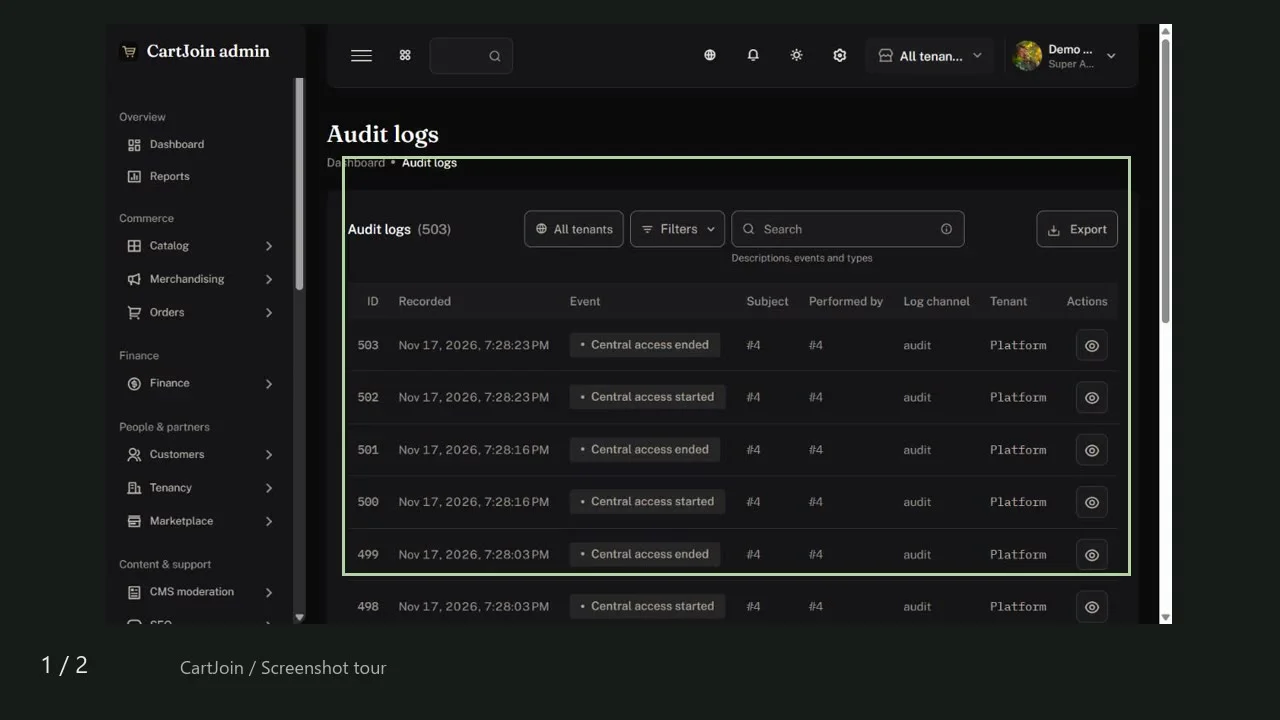 CartJoin admin
All tenan...
Demo ...
Super A...
Overview
Dashboard
Reports
Commerce
Catalog
Merchandising
Orders
Finance
Finance
People & partners
Customers
Tenancy
Marketplace
Content & support
CMS moderation
Audit logs
Dashboard • Audit logs
Audit logs (503)
All tenants
Filters
Search
Export
Descriptions, events and types
ID Recorded Event Subject Performed by Log channel Tenant Actions
503 Nov 17, 2026, 7:28:23 PM • Central access ended #4 #4 audit Platform
502 Nov 17, 2026, 7:28:23 PM • Central access started #4 #4 audit Platform
501 Nov 17, 2026, 7:28:16 PM • Central access ended #4 #4 audit Platform
500 Nov 17, 2026, 7:28:16 PM • Central access started #4 #4 audit Platform
499 Nov 17, 2026, 7:28:03 PM • Central access ended #4 #4 audit Platform
498 Nov 17, 2026, 7:28:03 PM • Central access started #4 #4 audit Platform
1 / 2
CartJoin / Screenshot tour